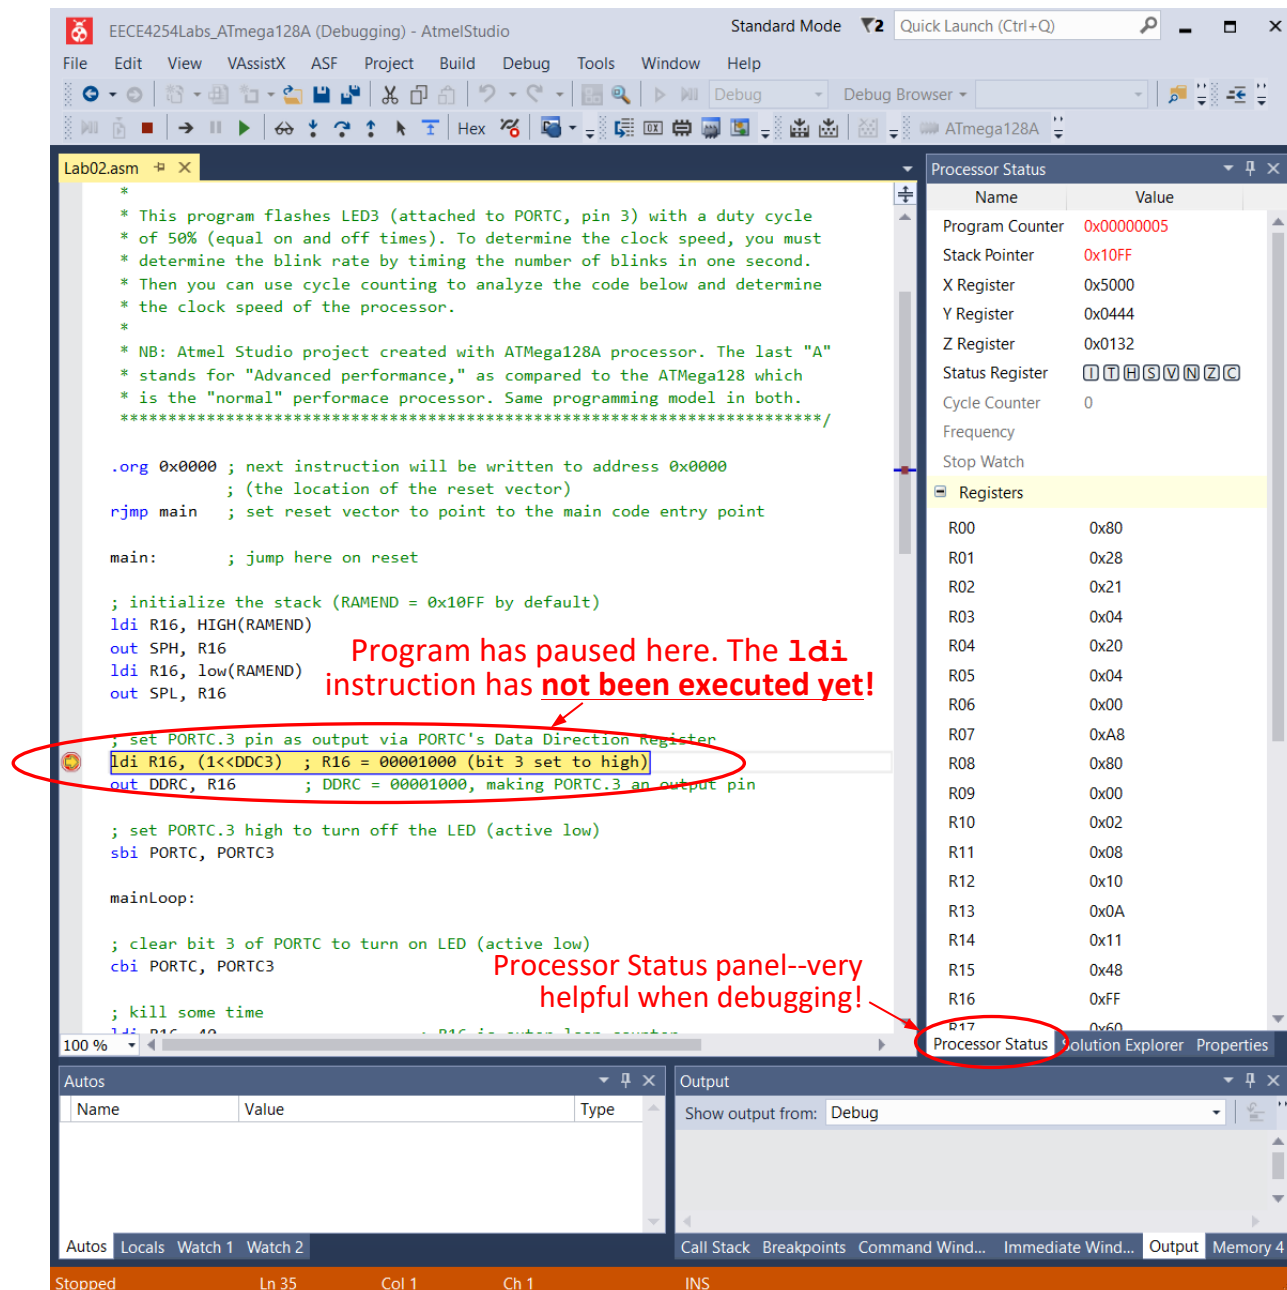 EECE4254Labs_ATmega128A (Debugging) - AtmelStudio
Standard Mode 2 Quick Launch (Ctrl+Q)
File Edit View VAssistX ASF Project Build Debug Tools Window Help
Debug Debug Browser
Hex ATmega128A
Lab02.asm
*
* This program flashes LED3 (attached to PORTC, pin 3) with a duty cycle
* of 50% (equal on and off times). To determine the clock speed, you must
* determine the blink rate by timing the number of blinks in one second.
* Then you can use cycle counting to analyze the code below and determine
* the clock speed of the processor.
*
* NB: Atmel Studio project created with ATMega128A processor. The last "A"
* stands for "Advanced performance," as compared to the ATMega128 which
* is the "normal" performace processor. Same programming model in both.
*************************************************************************/
.org 0x0000 ; next instruction will be written to address 0x0000
; (the location of the reset vector)
rjmp main ; set reset vector to point to the main code entry point
main: ; jump here on reset
; initialize the stack (RAMEND = 0x10FF by default)
ldi R16, HIGH(RAMEND)
out SPH, R16
ldi R16, low(RAMEND)
out SPL, R16
Program has paused here. The ldi
instruction has not been executed yet!
; set PORTC.3 pin as output via PORTC's Data Direction Register
ldi R16, (1<<DDC3) ; R16 = 00001000 (bit 3 set to high)
out DDRC, R16 ; DDRC = 00001000, making PORTC.3 an output pin
; set PORTC.3 high to turn off the LED (active low)
sbi PORTC, PORTC3
mainLoop:
; clear bit 3 of PORTC to turn on LED (active low)
cbi PORTC, PORTC3
Processor Status panel--very
helpful when debugging!
; kill some time
ldi R16, 40 ; R16 is outer loop counter
100 %
Processor Status
Name Value
Program Counter 0x00000005
Stack Pointer 0x10FF
X Register 0x5000
Y Register 0x0444
Z Register 0x0132
Status Register I T H S V N Z C
Cycle Counter 0
Frequency
Stop Watch
Registers
R00 0x80
R01 0x28
R02 0x21
R03 0x04
R04 0x20
R05 0x04
R06 0x00
R07 0xA8
R08 0x80
R09 0x00
R10 0x02
R11 0x08
R12 0x10
R13 0x0A
R14 0x11
R15 0x48
R16 0xFF
R17 0x60
Processor Status Solution Explorer Properties
Autos
Name Value Type
Autos Locals Watch 1 Watch 2
Output
Show output from: Debug
Call Stack Breakpoints Command Wind... Immediate Wind... Output Memory 4
Stopped Ln 35 Col 1 Ch 1 INS